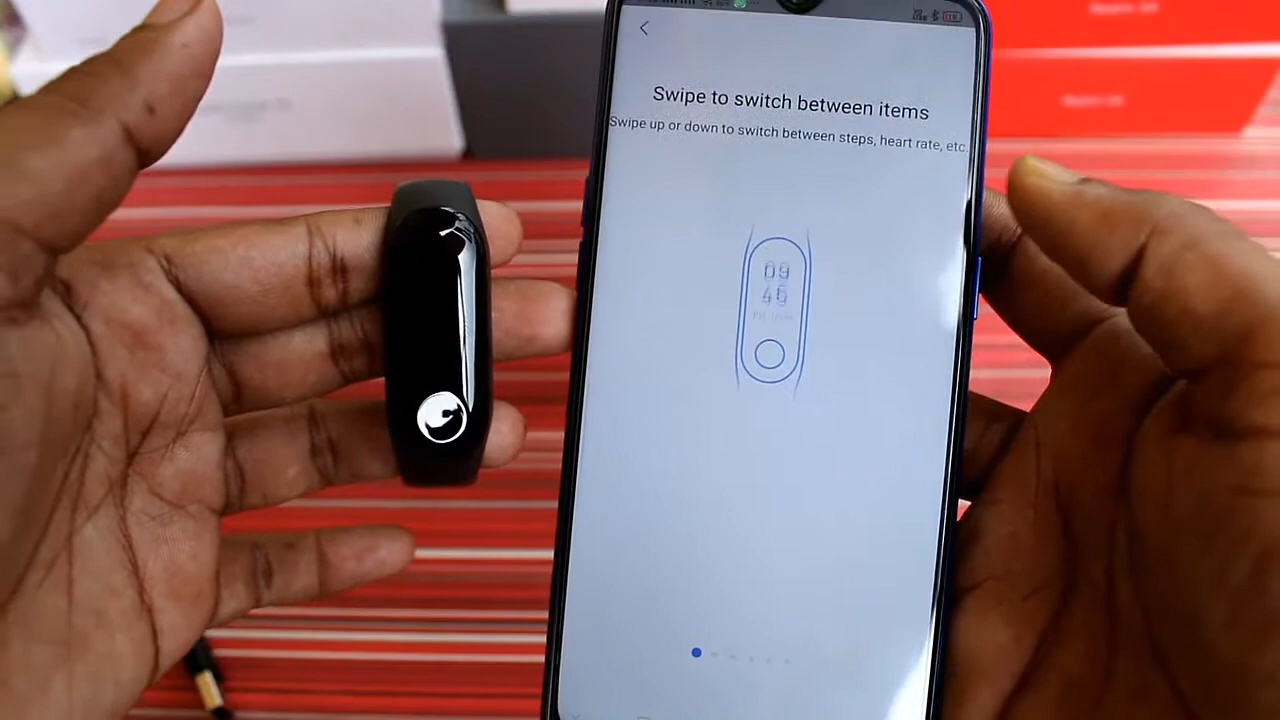 Swipe to switch between items
Swipe up or down to switch between steps, heart rate, etc.
09
45